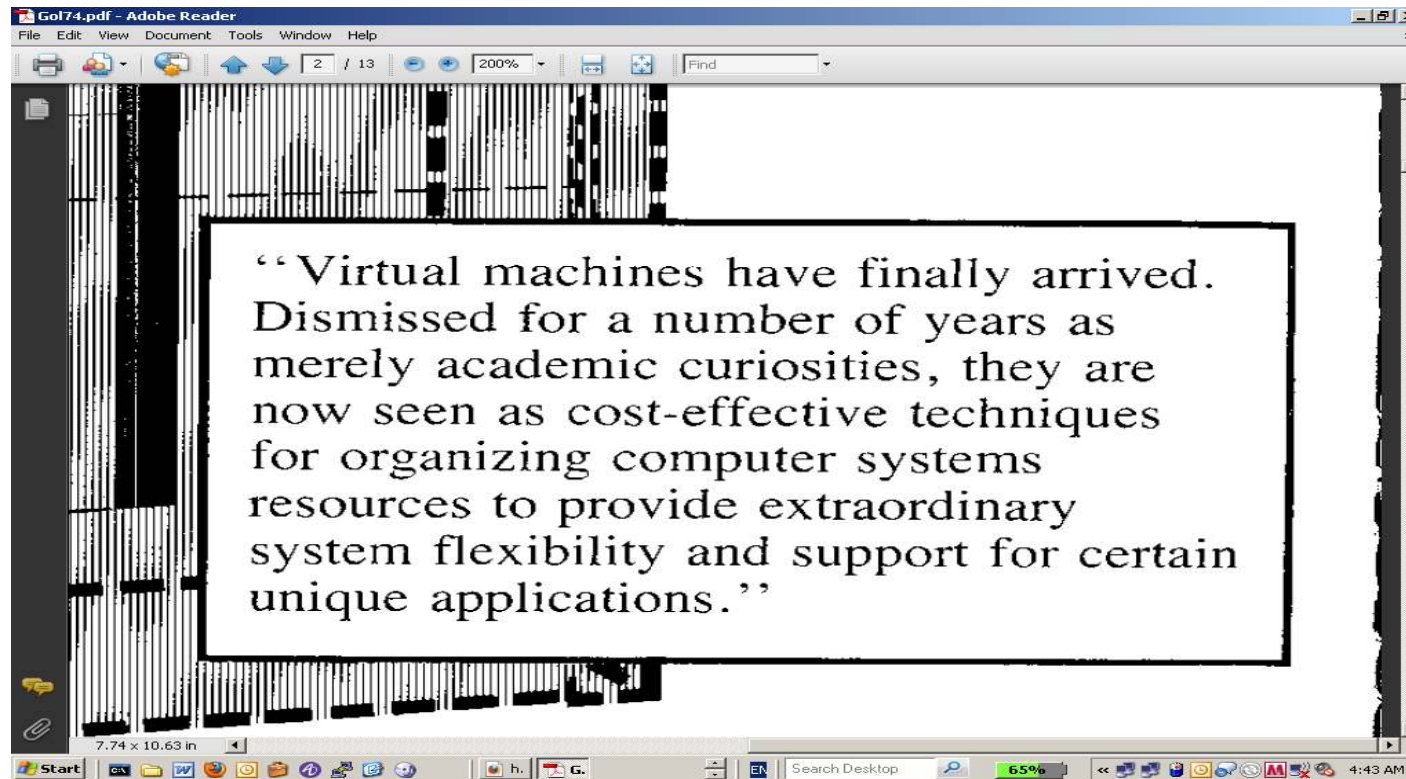 Gol74.pdf - Adobe Reader
File Edit View Document Tools Window Help
2 / 13 200% Find
‘‘Virtual machines have finally arrived.
Dismissed for a number of years as
merely academic curiosities, they are
now seen as cost-effective techniques
for organizing computer systems
resources to provide extraordinary
system flexibility and support for certain
unique applications.’’
7.74 x 10.63 in
Start h. G. EN Search Desktop 65% 4:43 AM